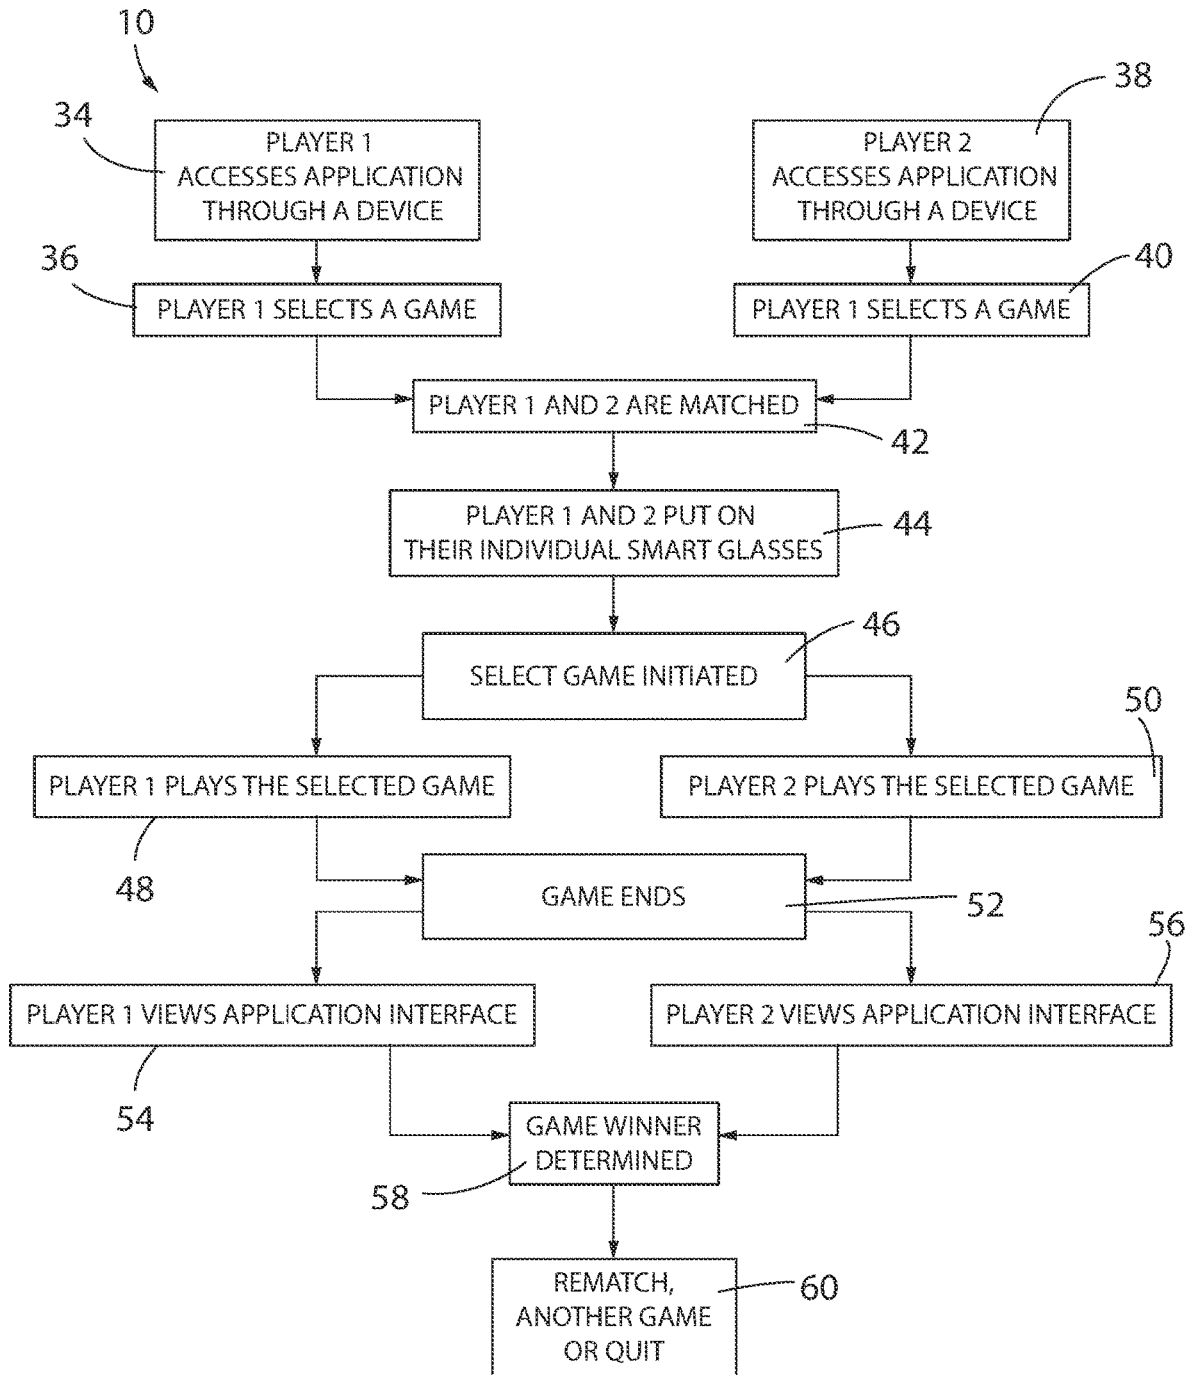 10
34
PLAYER 1
ACCESSES APPLICATION
THROUGH A DEVICE
38
PLAYER 2
ACCESSES APPLICATION
THROUGH A DEVICE
36
PLAYER 1 SELECTS A GAME
40
PLAYER 1 SELECTS A GAME
PLAYER 1 AND 2 ARE MATCHED
42
PLAYER 1 AND 2 PUT ON
THEIR INDIVIDUAL SMART GLASSES
44
46
SELECT GAME INITIATED
50
PLAYER 1 PLAYS THE SELECTED GAME
PLAYER 2 PLAYS THE SELECTED GAME
48
GAME ENDS
52
56
PLAYER 1 VIEWS APPLICATION INTERFACE
PLAYER 2 VIEWS APPLICATION INTERFACE
54
GAME WINNER
DETERMINED
58
REMATCH,
ANOTHER GAME
OR QUIT
60